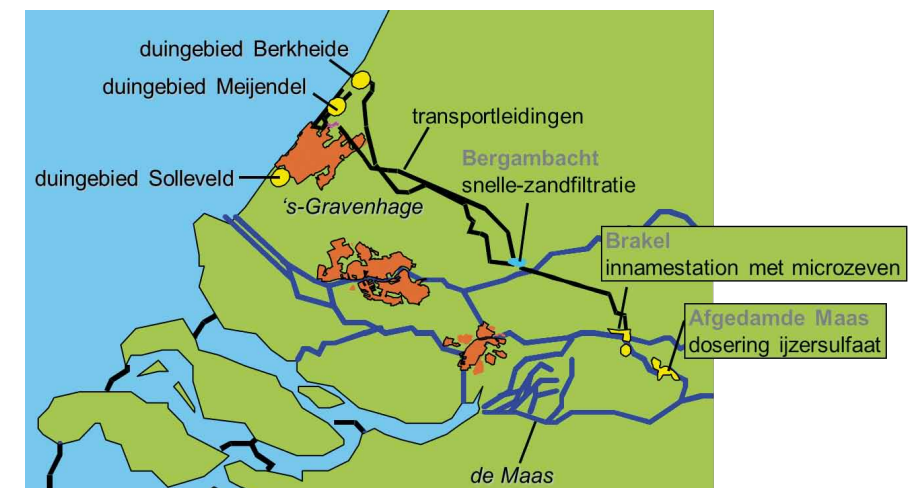 duingebied Berkheide
duingebied Meijendel
transportleidingen
Bergambacht
snelle-zandfiltratie
duingebied Solleveld
‘s-Gravenhage
Brakel
innamestation met microzeven
Afgedamde Maas
dosering ijzersulfaat
de Maas